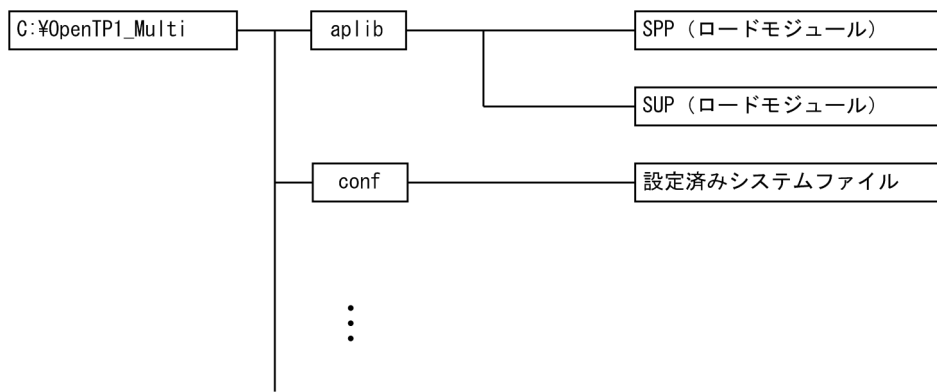 C:¥OpenTP1_Multi
aplib
SPP（ロードモジュール）
SUP（ロードモジュール）
conf
設定済みシステムファイル